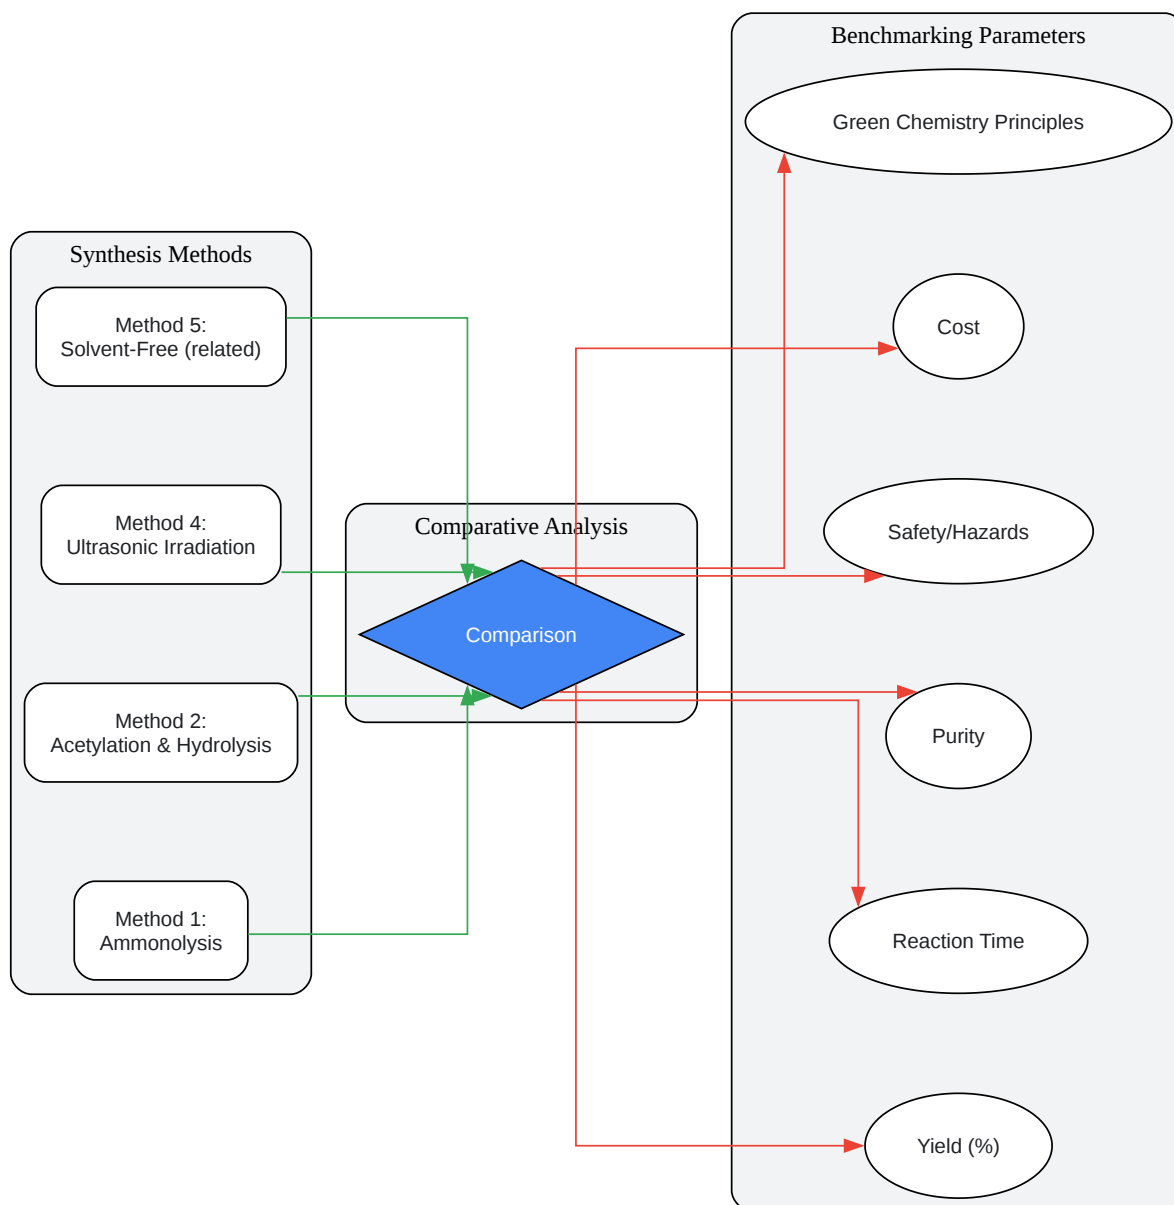 Synthesis Methods
Method 5:
Solvent-Free (related)
Method 4:
Ultrasonic Irradiation
Method 2:
Acetylation & Hydrolysis
Method 1:
Ammonolysis
Comparative Analysis
Comparison
Benchmarking Parameters
Green Chemistry Principles
Cost
Safety/Hazards
Purity
Reaction Time
Yield (%)